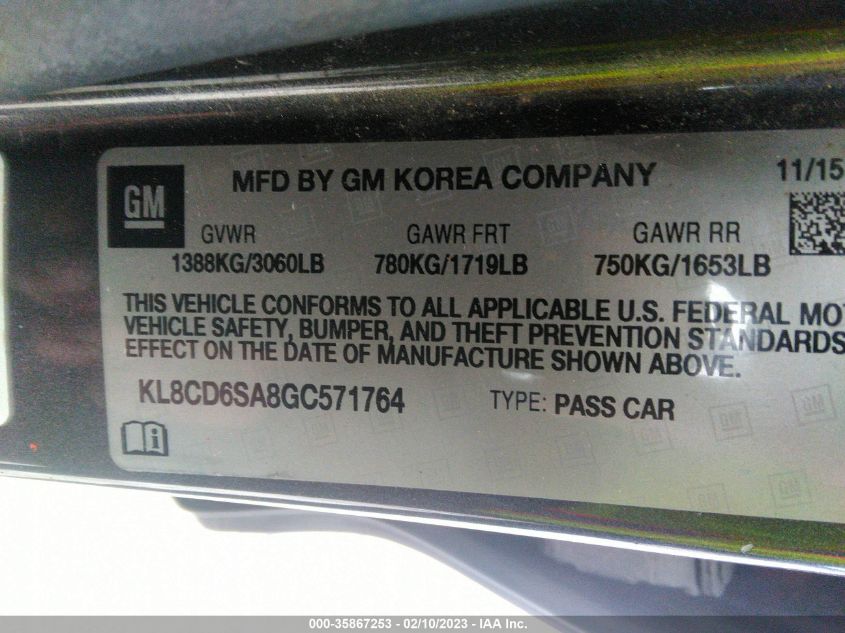 GM
MFD BY GM KOREA COMPANY
11/15
GVWR GAWR FRT GAWR RR
1388KG/3060LB 780KG/1719LB 750KG/1653LB
THIS VEHICLE CONFORMS TO ALL APPLICABLE U.S. FEDERAL MOT
VEHICLE SAFETY, BUMPER, AND THEFT PREVENTION STANDARDS
EFFECT ON THE DATE OF MANUFACTURE SHOWN ABOVE.
KL8CD6SA8GC571764 TYPE: PASS CAR
000-35867253 - 02/10/2023 - IAA Inc.